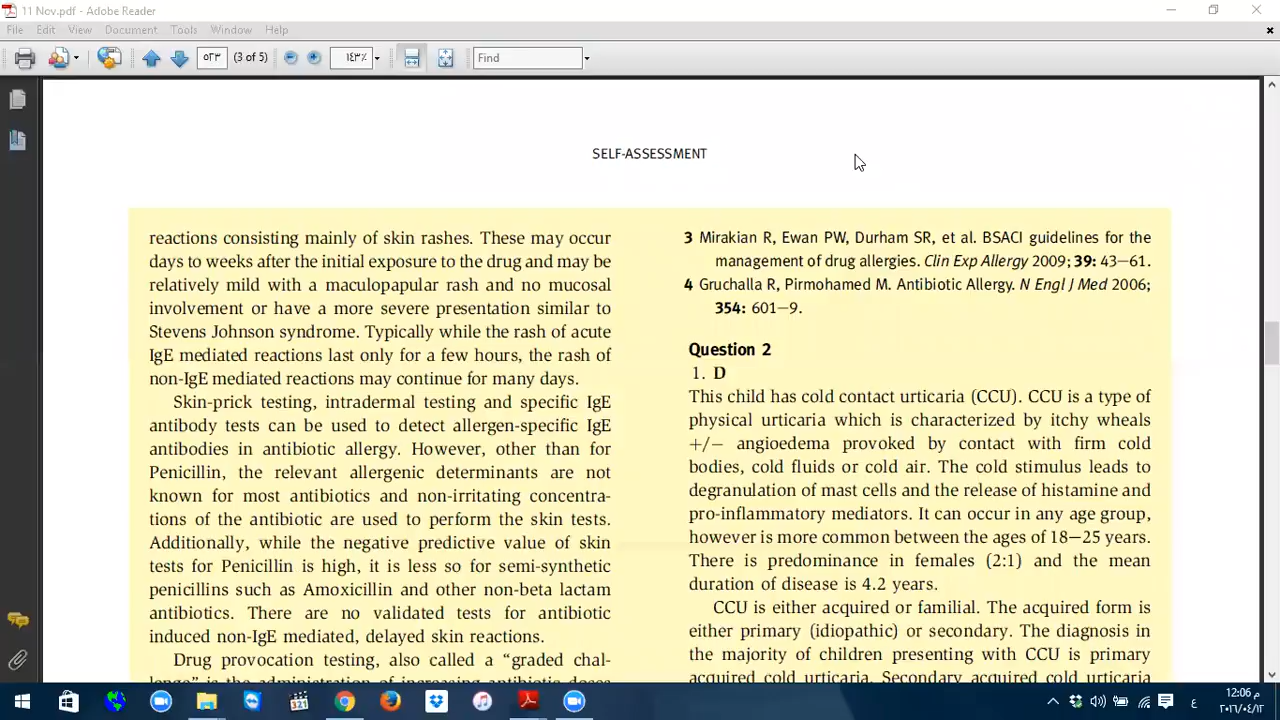 11 Nov.pdf - Adobe Reader
File Edit View Document Tools Window Help
٥٢٣ (3 of 5) ١٤٣٪ Find
SELF-ASSESSMENT
reactions consisting mainly of skin rashes. These may occur
days to weeks after the initial exposure to the drug and may be
relatively mild with a maculopapular rash and no mucosal
involvement or have a more severe presentation similar to
Stevens Johnson syndrome. Typically while the rash of acute
IgE mediated reactions last only for a few hours, the rash of
non-IgE mediated reactions may continue for many days.
Skin-prick testing, intradermal testing and specific IgE
antibody tests can be used to detect allergen-specific IgE
antibodies in antibiotic allergy. However, other than for
Penicillin, the relevant allergenic determinants are not
known for most antibiotics and non-irritating concentra-
tions of the antibiotic are used to perform the skin tests.
Additionally, while the negative predictive value of skin
tests for Penicillin is high, it is less so for semi-synthetic
penicillins such as Amoxicillin and other non-beta lactam
antibiotics. There are no validated tests for antibiotic
induced non-IgE mediated, delayed skin reactions.
Drug provocation testing, also called a “graded chal-
lenge” is the administration of increasing antibiotic doses
3 Mirakian R, Ewan PW, Durham SR, et al. BSACI guidelines for the
management of drug allergies. Clin Exp Allergy 2009; 39: 43–61.
4 Gruchalla R, Pirmohamed M. Antibiotic Allergy. N Engl J Med 2006;
354: 601–9.
Question 2
1. D
This child has cold contact urticaria (CCU). CCU is a type of
physical urticaria which is characterized by itchy wheals
+/− angioedema provoked by contact with firm cold
bodies, cold fluids or cold air. The cold stimulus leads to
degranulation of mast cells and the release of histamine and
pro-inflammatory mediators. It can occur in any age group,
however is more common between the ages of 18–25 years.
There is predominance in females (2:1) and the mean
duration of disease is 4.2 years.
CCU is either acquired or familial. The acquired form is
either primary (idiopathic) or secondary. The diagnosis in
the majority of children presenting with CCU is primary
acquired cold urticaria. Secondary acquired cold urticaria
ع
12:06 م